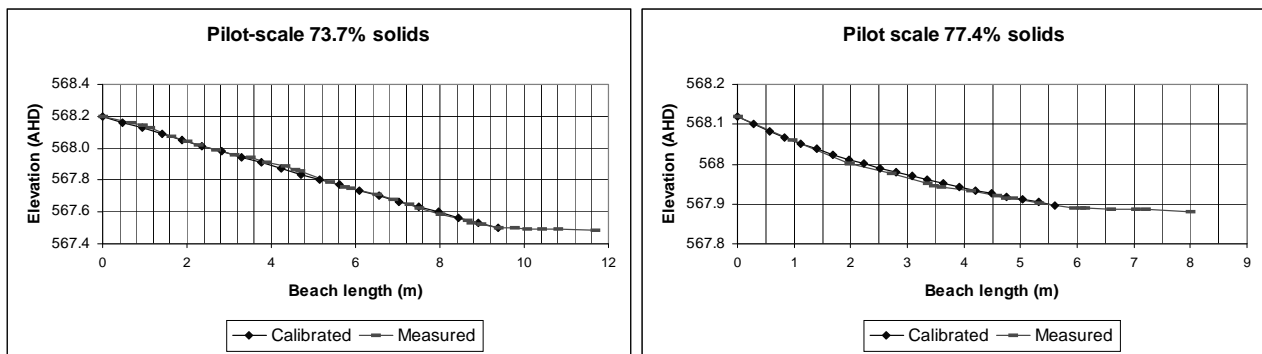 Pilot-scale 73.7% solids
568.4
568.2
568.0
567.8
567.6
567.4
Elevation (AHD)
0 2 4 6 8 10 12
Beach length (m)
Calibrated Measured
Pilot scale 77.4% solids
568.2
568.1
568
567.9
567.8
Elevation (AHD)
0 1 2 3 4 5 6 7 8 9
Beach length (m)
Calibrated Measured